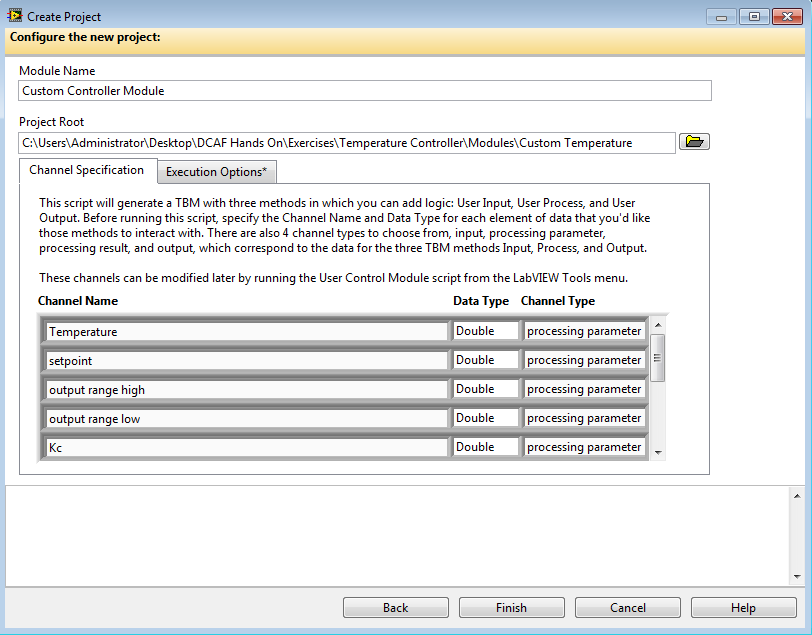 Create Project
Configure the new project:
Module Name
Custom Controller Module
Project Root
C:\Users\Administrator\Desktop\DCAF Hands On\Exercises\Temperature Controller\Modules\Custom Temperature
Channel Specification
Execution Options*
This script will generate a TBM with three methods in which you can add logic: User Input, User Process, and User
Output. Before running this script, specify the Channel Name and Data Type for each element of data that you'd like
those methods to interact with. There are also 4 channel types to choose from, input, processing parameter,
processing result, and output, which correspond to the data for the three TBM methods Input, Process, and Output.
These channels can be modified later by running the User Control Module script from the LabVIEW Tools menu.
Channel Name Data Type Channel Type
Temperature Double processing parameter
setpoint Double processing parameter
output range high Double processing parameter
output range low Double processing parameter
Kc Double processing parameter
Back Finish Cancel Help